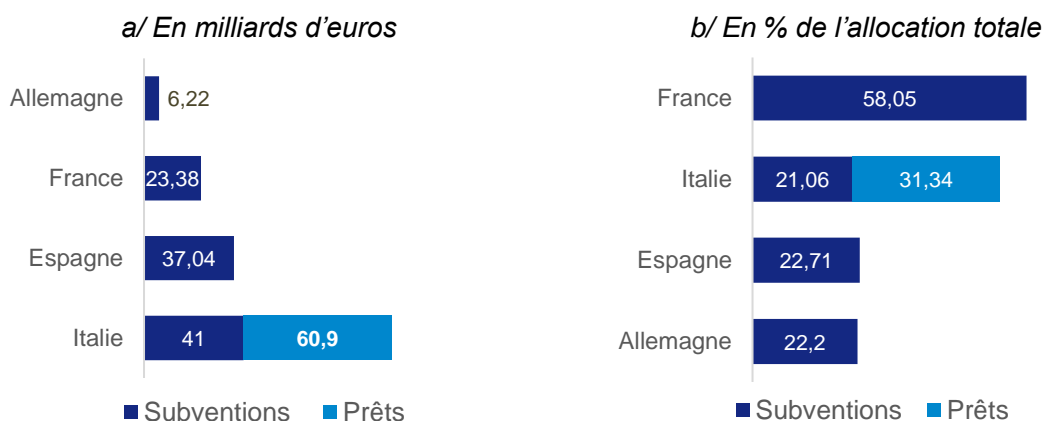 a/ En milliards d'euros
Allemagne 6,22
France 23,38
Espagne 37,04
Italie 41 60,9
Subventions Prêts
b/ En % de l'allocation totale
France 58,05
Italie 21,06 31,34
Espagne 22,71
Allemagne 22,2
Subventions Prêts